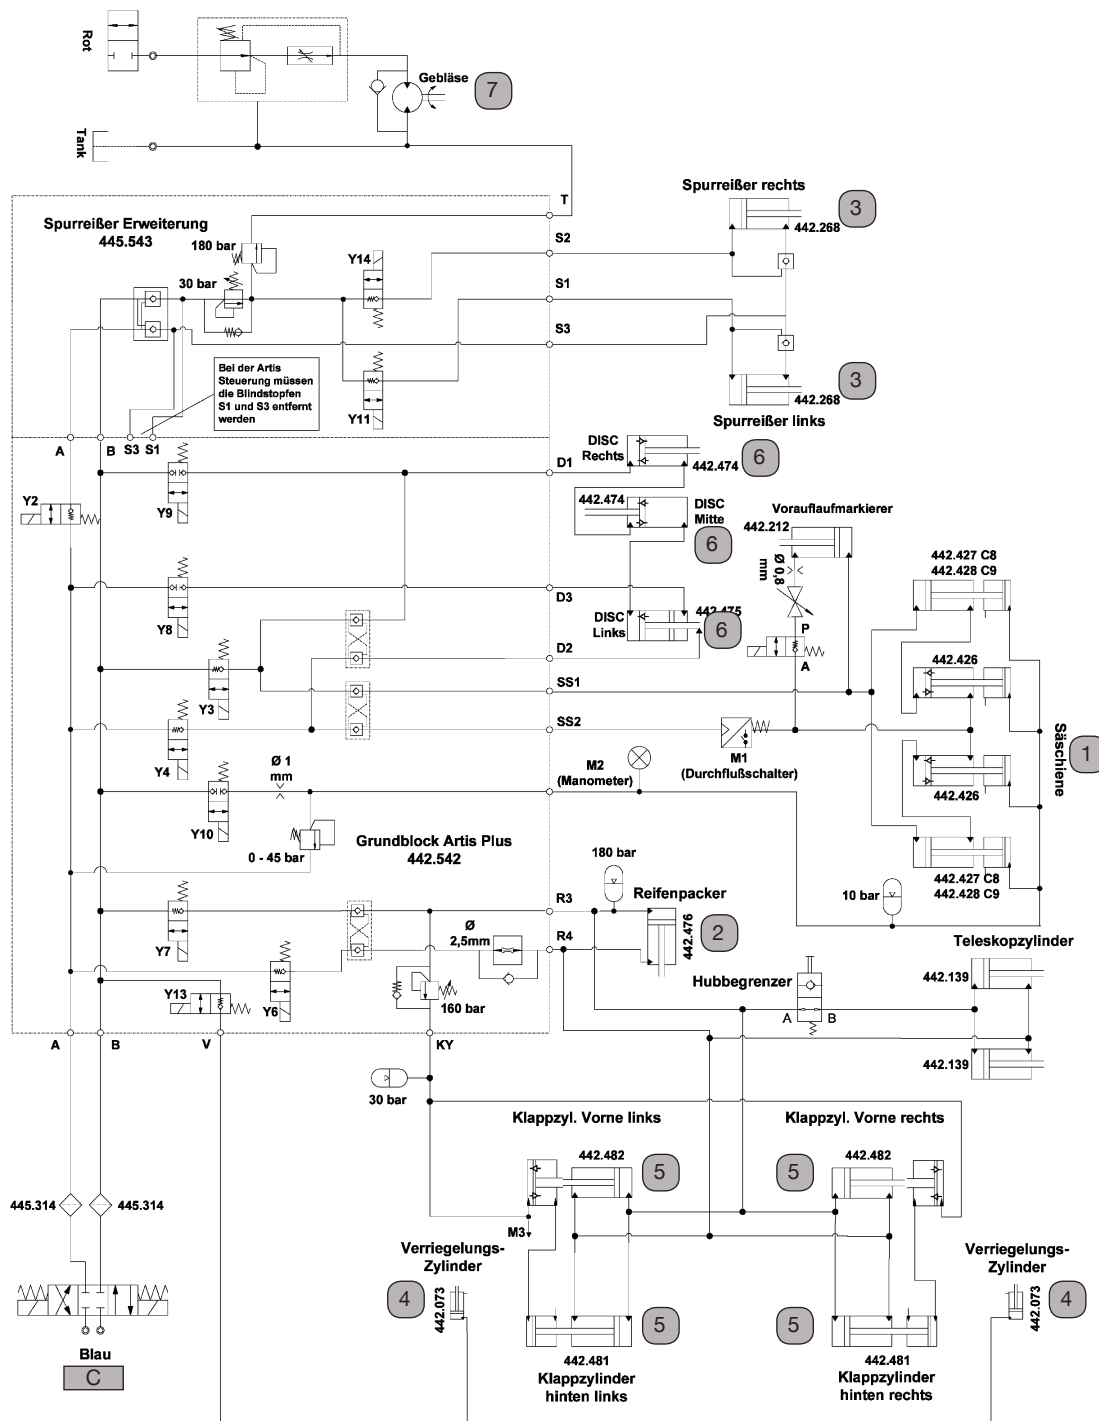 Rot
Gebläse
7
Tank
T
Spurreißer Erweiterung
445.543
180 bar
30 bar
Y14
Y11
S2
S1
S3
Spurreißer rechts
3
442.268
3
442.268
Spurreißer links
Bei der Artis
Steuerung müssen
die Blindstopfen
S1 und S3 entfernt
werden
A
B
S3
S1
D1
DISC
Rechts
442.474
6
Y2
Y9
442.474
DISC
Mitte
6
Vorauflaufmarkierer
442.212
Ø 0,8
mm
442.427 C8
442.428 C9
Y8
D3
DISC
Links
442.475
6
P
A
D2
442.426
Y3
SS1
Y4
SS2
M1
(Durchflußschalter)
Säschiene
1
Ø 1
mm
M2
(Manometer)
442.426
Y10
0 - 45 bar
Grundblock Artis Plus
442.542
180 bar
442.427 C8
442.428 C9
10 bar
R3
Reifenpacker
442.476
2
Y7
Ø
2,5mm
R4
Teleskopzylinder
442.139
Hubbegrenzer
A
B
Y13
Y6
160 bar
442.139
A
B
V
KY
30 bar
Klappzyl. Vorne links
Klappzyl. Vorne rechts
442.482
5
5
442.482
445.314
445.314
M3
Verriegelungs-
Zylinder
4
442.073
Verriegelungs-
Zylinder
442.073
4
5
5
Blau
C
442.481
Klappzylinder
hinten links
442.481
Klappzylinder
hinten rechts